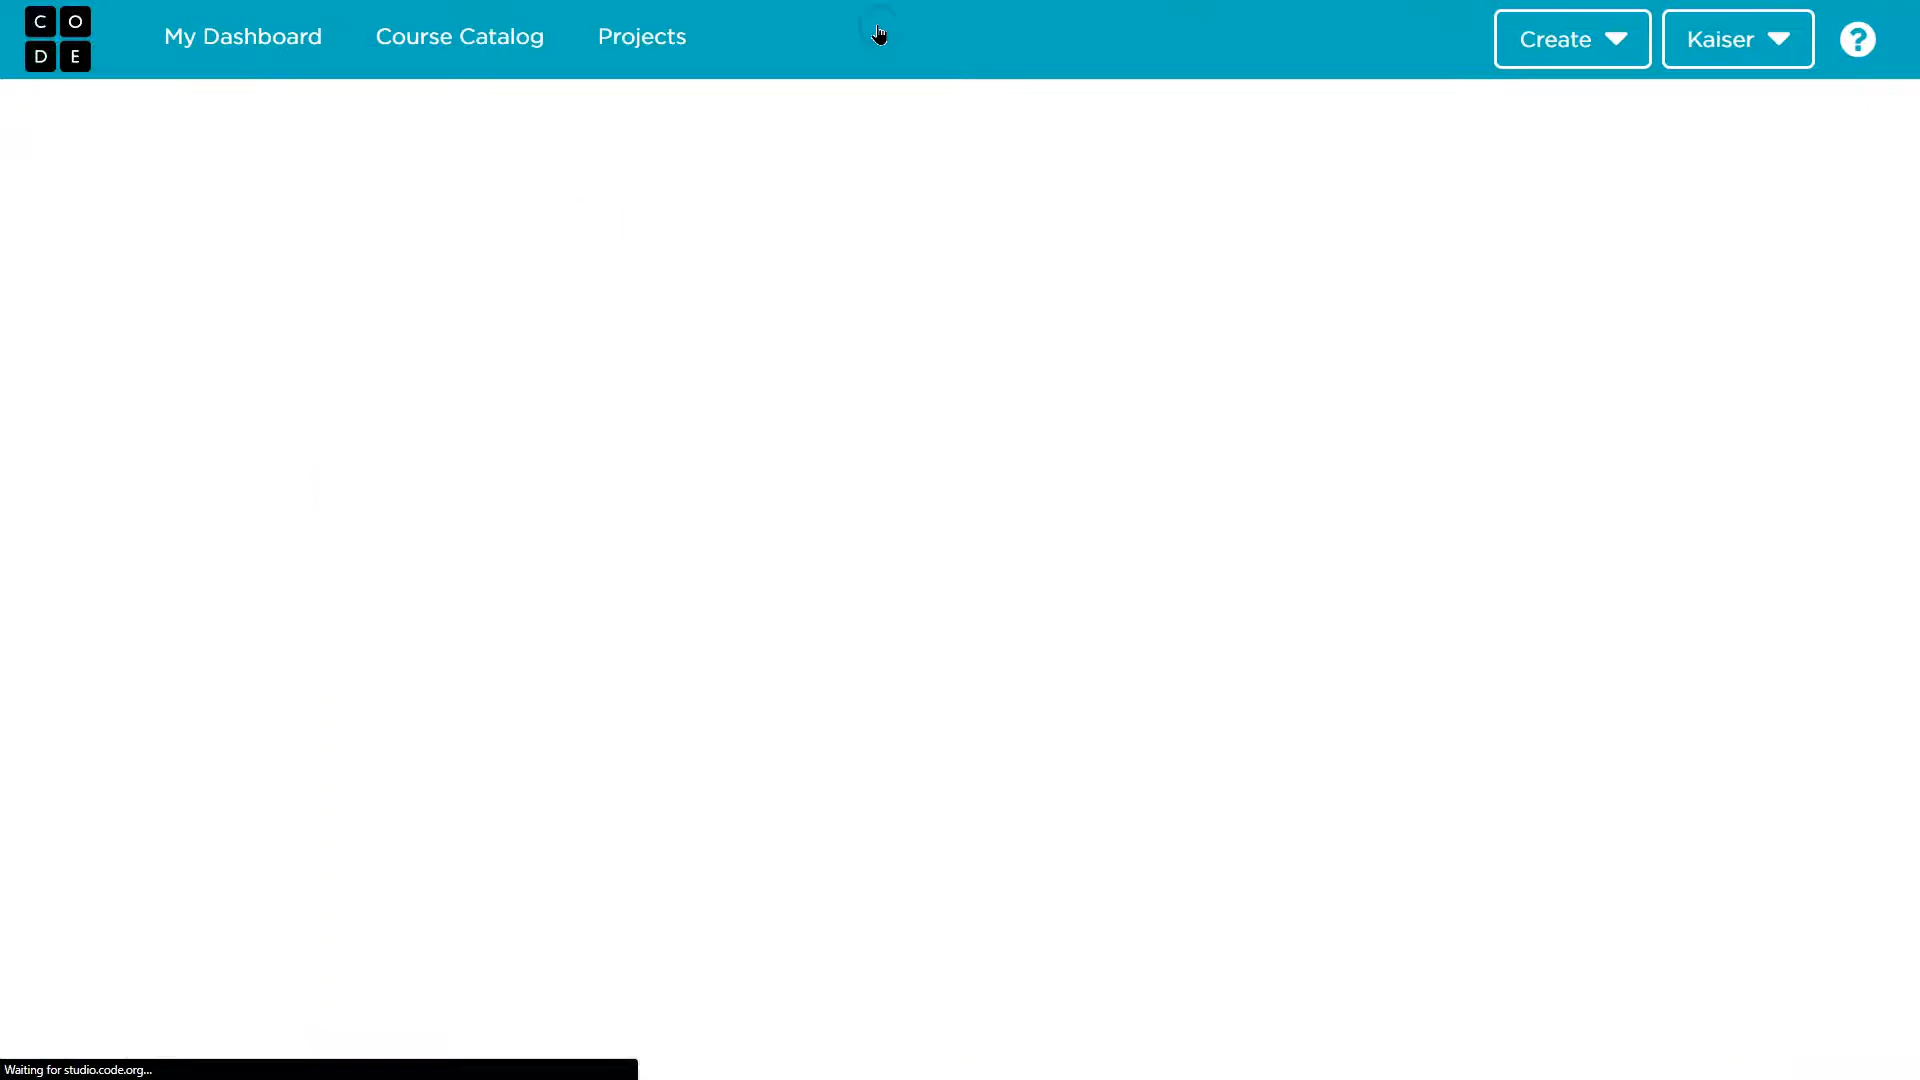 C O
D E
My Dashboard
Course Catalog
Projects
Create
Kaiser
?
Waiting for studio.code.org...